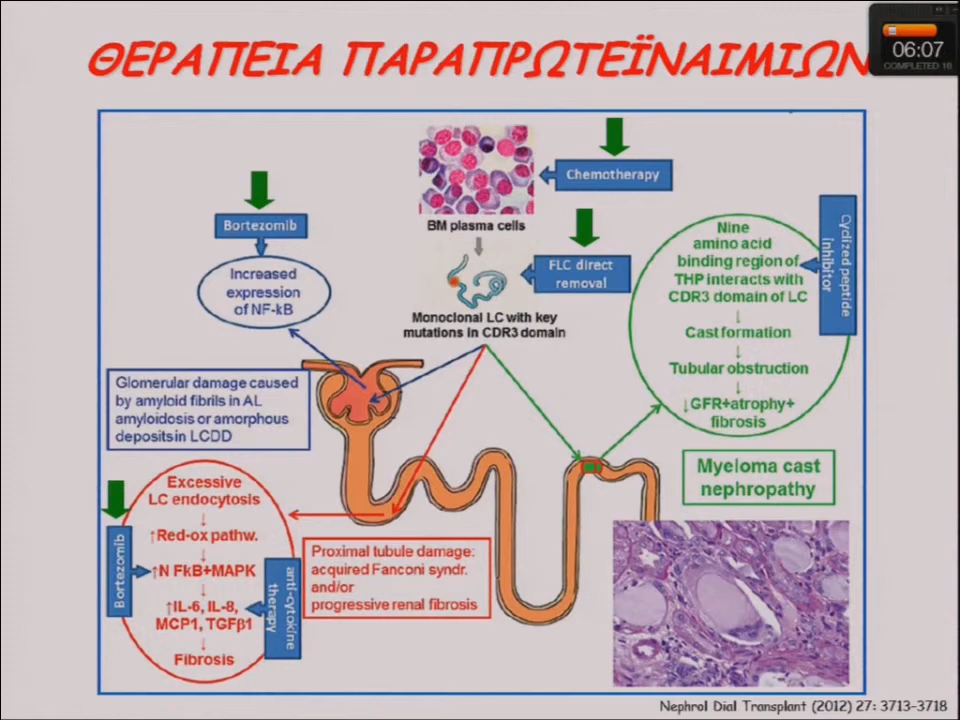 ΘΕΡΑΠΕΙΑ ΠΑΡΑΠΡΩΤΕΪΝΑΙΜΙΩΝ
06:07
COMPLETED 16
Chemotherapy
BM plasma cells
FLC direct
removal
Monoclonal LC with key
mutations in CDR3 domain
Bortezomib
Increased
expression
of NF-kB
Glomerular damage caused
by amyloid fibrils in AL
amyloidosis or amorphous
deposits in LCDD
Nine
amino acid
binding region of
THP interacts with
CDR3 domain of LC
↓
Cast formation
↓
Tubular obstruction
↓
↓GFR+atrophy+
fibrosis
Cyclized peptide
inhibitor
Myeloma cast
nephropathy
Excessive
LC endocytosis
↓
↑Red-ox pathw.
↓
↑N FkB+MAPK
↓
↑IL-6, IL-8,
MCP1, TGFβ1
↓
Fibrosis
Bortezomib
anti-cytokine
therapy
Proximal tubule damage:
acquired Fanconi syndr.
and/or
progressive renal fibrosis
Nephrol Dial Transplant (2012) 27: 3713-3718